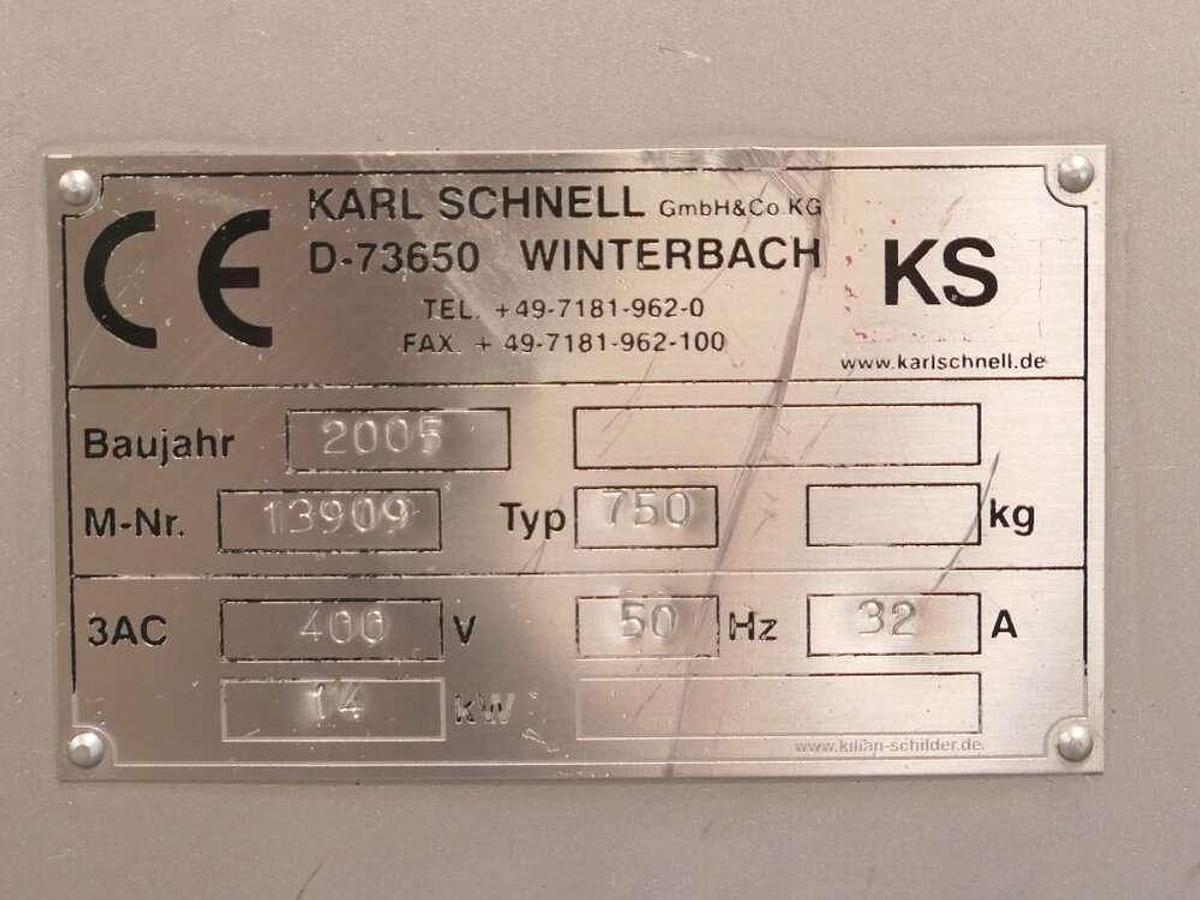 CE
KARL SCHNELL GmbH&Co.KG
D-73650 WINTERBACH
TEL. +49-7181-962-0
FAX. + 49-7181-962-100
KS
www.karlschnell.de
Baujahr 2005
M-Nr. 13909 Typ 750 kg
3AC 400 V 50 Hz 32 A
14 kW
www.kilian-schilder.de